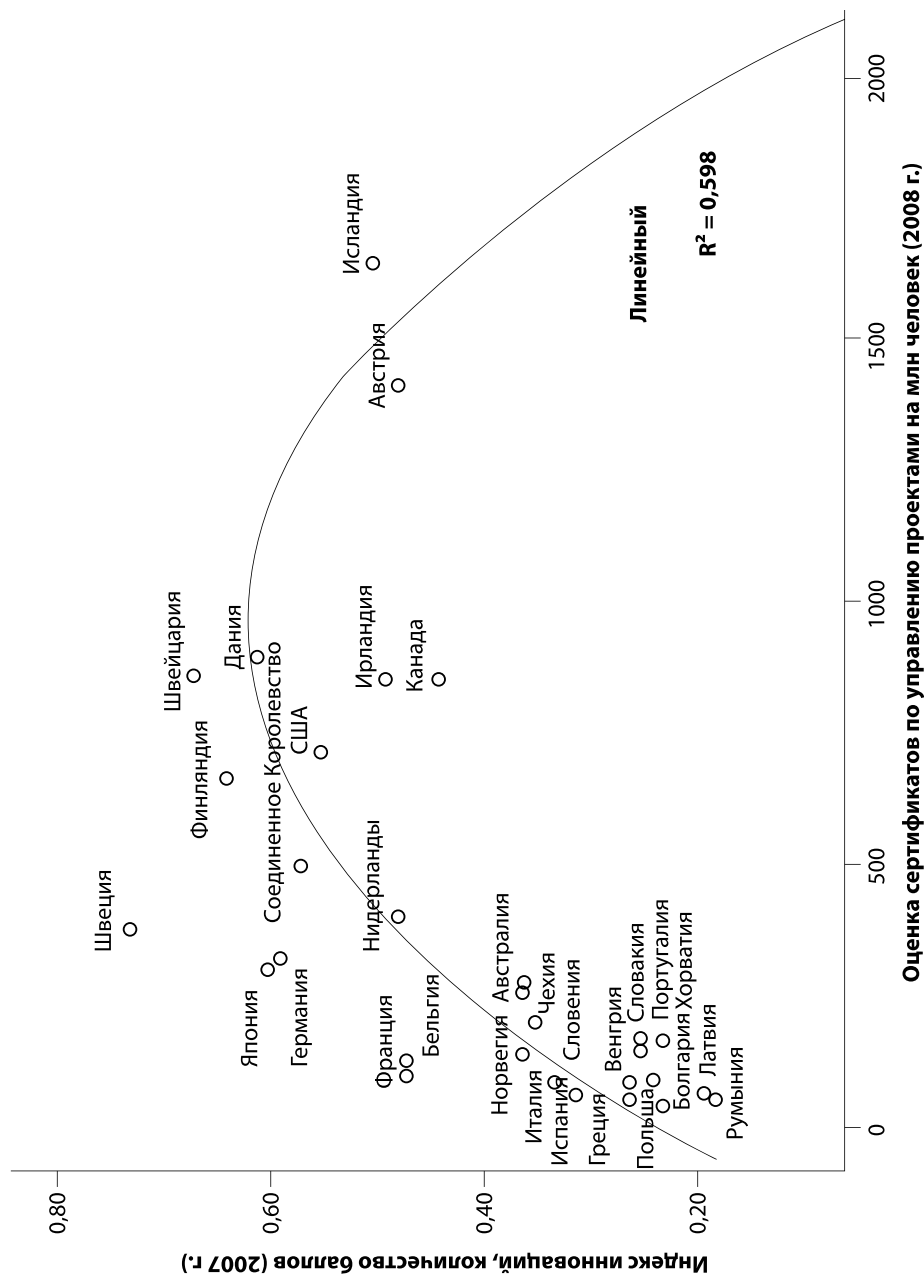 Индекс инноваций, количество баллов (2007 г.)
0,80
0,60
0,40
0,20
Швеция
Швейцария
Финляндия
Дания
Соединенное Королевство
США
Япония
Германия
Исландия
Австрия
Ирландия
Канада
Нидерланды
Франция
Бельгия
Австралия
Норвегия
Чехия
Словения
Италия
Испания
Греция
Венгрия
Словакия
Португалия
Польша
Болгария
Хорватия
Латвия
Румыния
Линейный
R² = 0,598
0
500
1000
1500
2000
Оценка сертификатов по управлению проектами на млн человек (2008 г.)